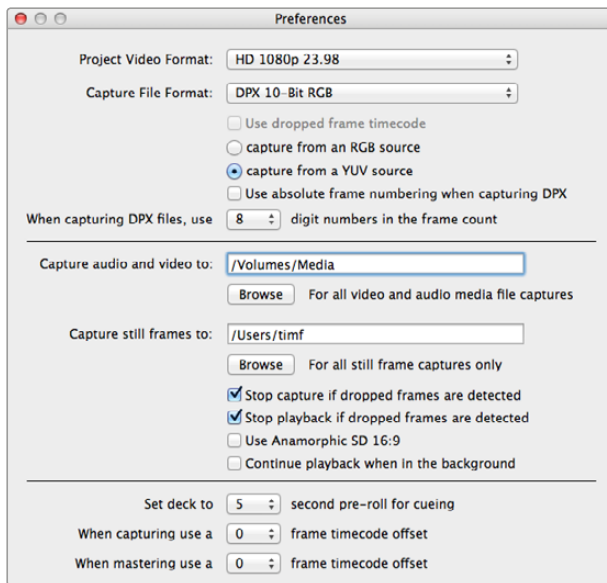 Preferences
Project Video Format: HD 1080p 23.98
Capture File Format: DPX 10-Bit RGB
Use dropped frame timecode
capture from an RGB source
capture from a YUV source
Use absolute frame numbering when capturing DPX
When capturing DPX files, use 8 digit numbers in the frame count
Capture audio and video to: /Volumes/Media
Browse For all video and audio media file captures
Capture still frames to: /Users/timf
Browse For all still frame captures only
Stop capture if dropped frames are detected
Stop playback if dropped frames are detected
Use Anamorphic SD 16:9
Continue playback when in the background
Set deck to 5 second pre-roll for cueing
When capturing use a 0 frame timecode offset
When mastering use a 0 frame timecode offset